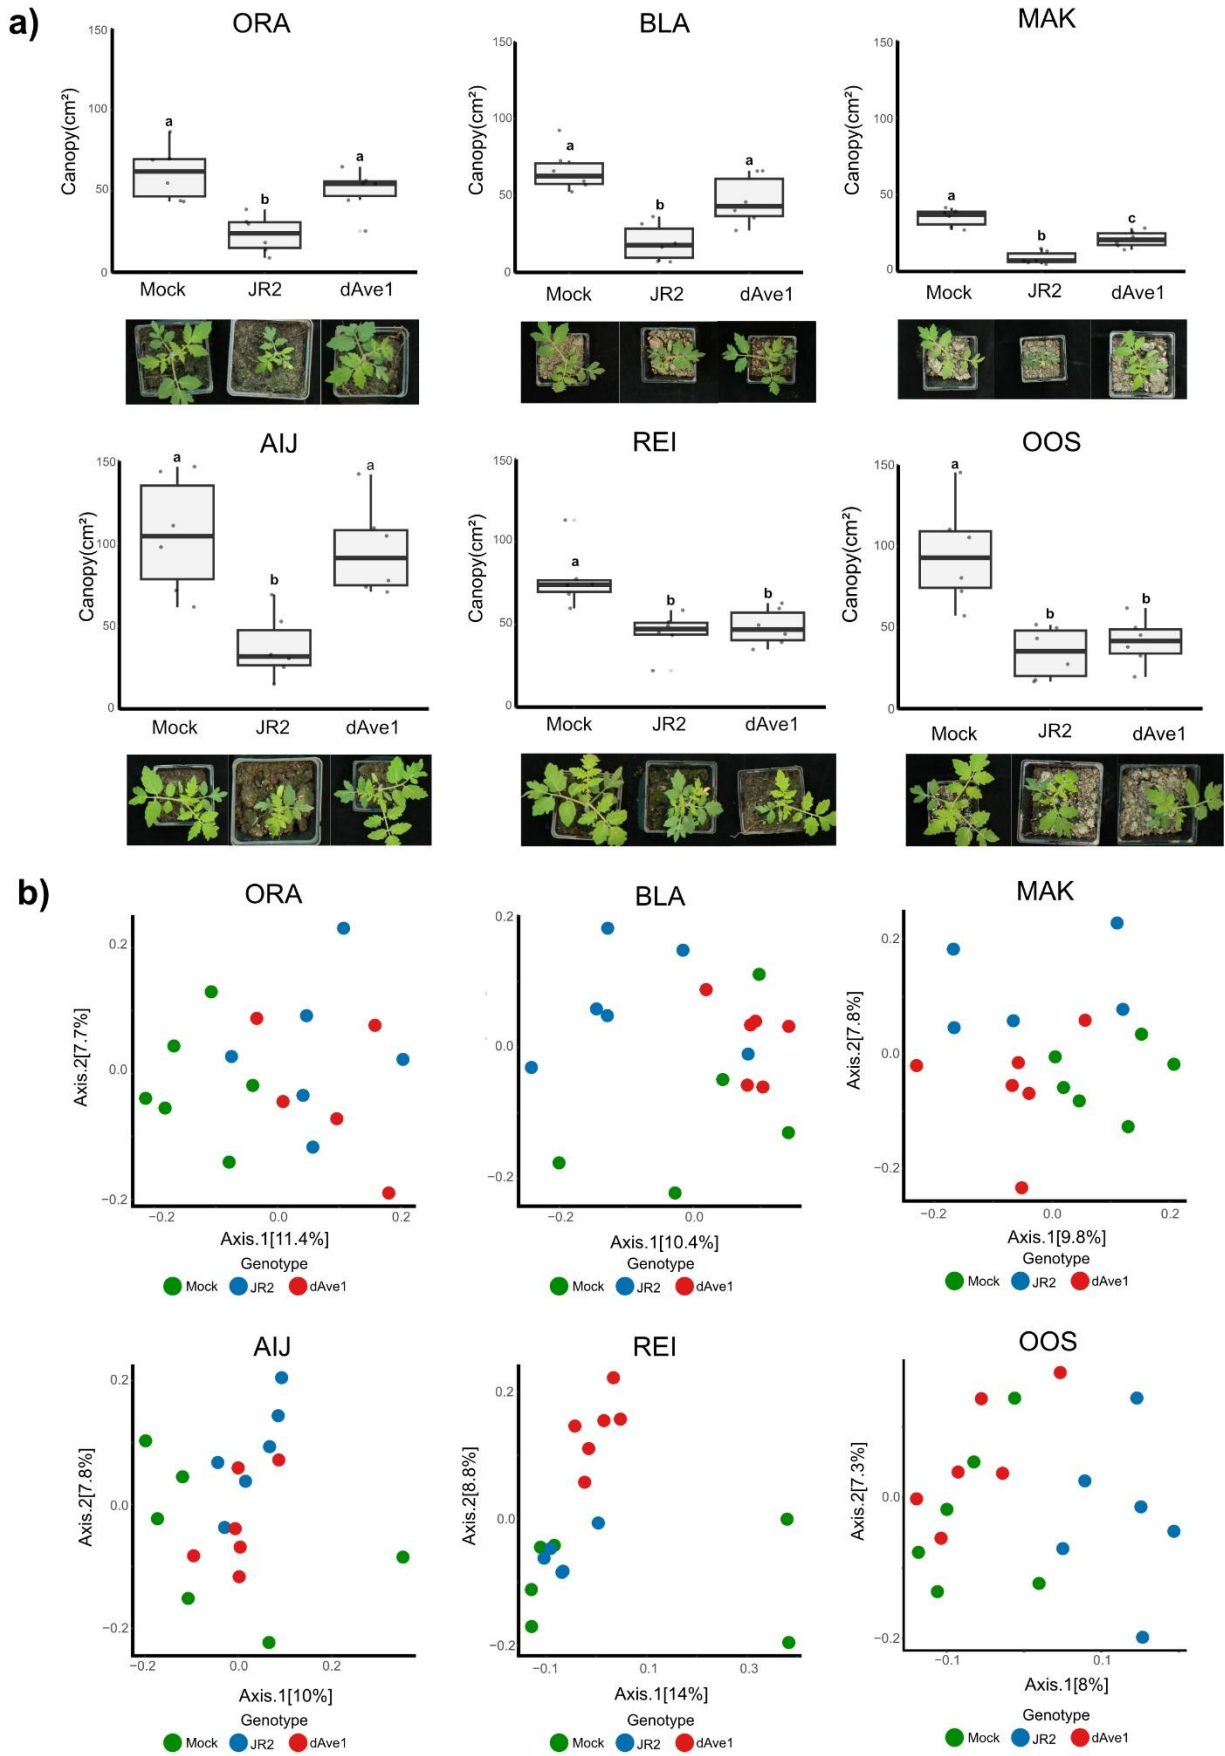 a)
ORA
BLA
MAK
150
100
50
0
Canopy(cm²)
a
b
a
Mock
JR2
dAve1
150
100
50
0
Canopy(cm²)
a
b
a
Mock
JR2
dAve1
150
100
50
0
Canopy(cm²)
a
b
c
Mock
JR2
dAve1
AIJ
REI
OOS
150
100
50
0
Canopy(cm²)
a
b
a
Mock
JR2
dAve1
150
100
50
0
Canopy(cm²)
a
b
b
Mock
JR2
dAve1
150
100
50
0
Canopy(cm²)
a
b
b
Mock
JR2
dAve1
b)
ORA
Axis.2[7.7%]
0.2
0.0
−0.2
−0.2
0.0
0.2
Axis.1[11.4%]
Genotype
Mock JR2 dAve1
BLA
0.2
0.0
−0.2
−0.2
0.0
Axis.1[10.4%]
Genotype
Mock JR2 dAve1
MAK
Axis.2[7.8%]
0.2
0.0
−0.2
−0.2
0.0
0.2
Axis.1[9.8%]
Genotype
Mock JR2 dAve1
AIJ
Axis.2[7.8%]
0.2
0.0
−0.2
−0.2
0.0
0.2
Axis.1[10%]
Genotype
Mock JR2 dAve1
REI
Axis.2[8.8%]
0.2
0.0
−0.2
−0.1
0.1
0.3
Axis.1[14%]
Genotype
Mock JR2 dAve1
OOS
Axis.2[7.3%]
0.0
−0.2
−0.1
0.1
Axis.1[8%]
Genotype
Mock JR2 dAve1